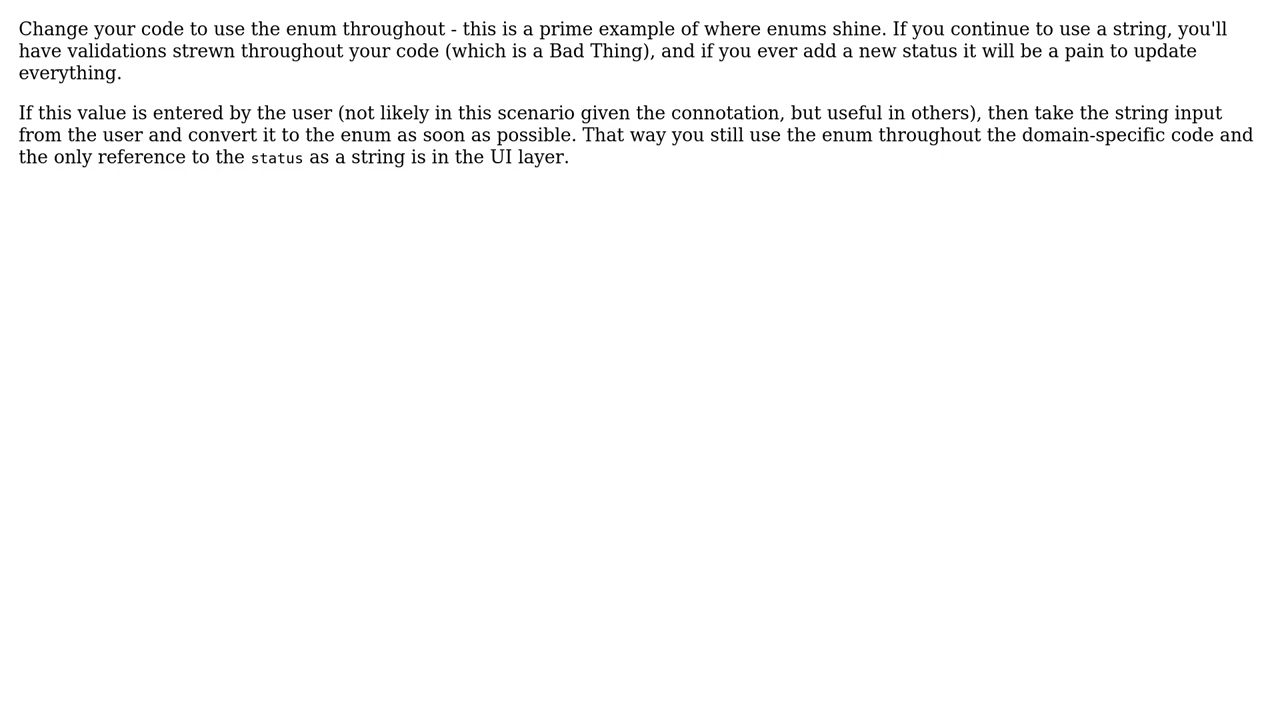 Change your code to use the enum throughout - this is a prime example of where enums shine. If you continue to use a string, you'll
have validations strewn throughout your code (which is a Bad Thing), and if you ever add a new status it will be a pain to update
everything.
If this value is entered by the user (not likely in this scenario given the connotation, but useful in others), then take the string input
from the user and convert it to the enum as soon as possible. That way you still use the enum throughout the domain-specific code and
the only reference to the status as a string is in the UI layer.